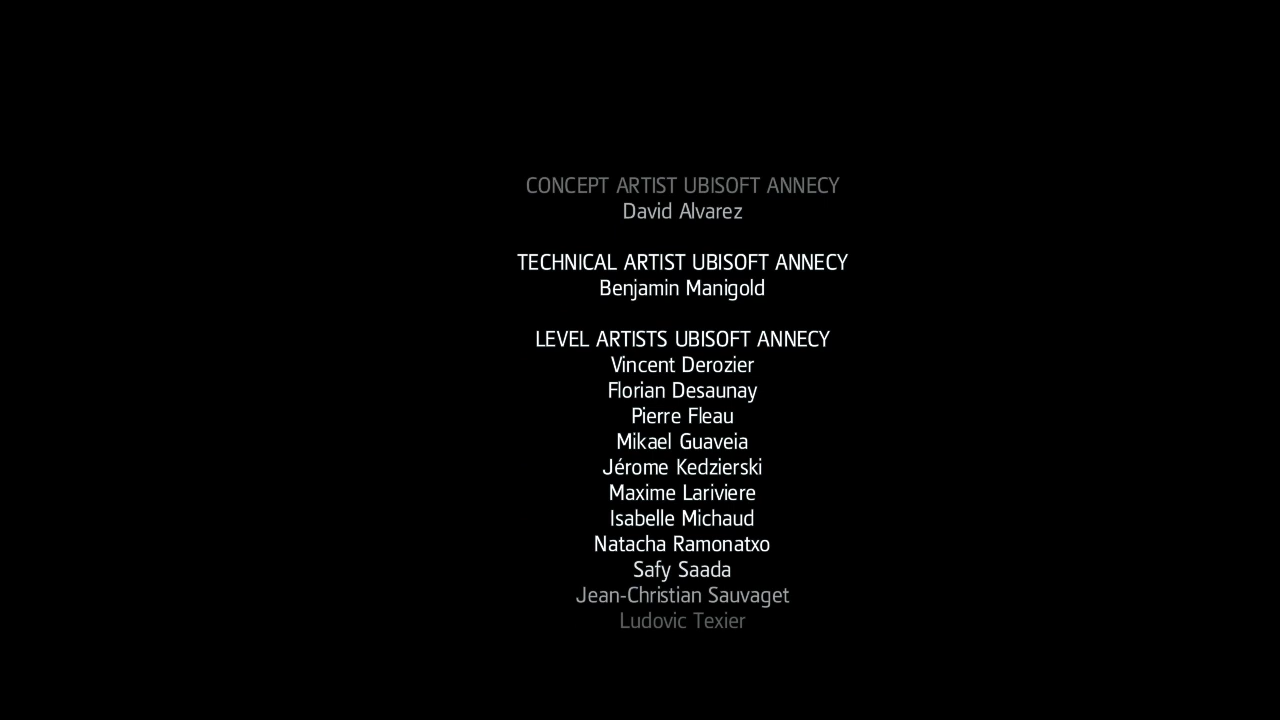 CONCEPT ARTIST UBISOFT ANNECY
David Alvarez
TECHNICAL ARTIST UBISOFT ANNECY
Benjamin Manigold
LEVEL ARTISTS UBISOFT ANNECY
Vincent Derozier
Florian Desaunay
Pierre Fleau
Mikael Guaveia
Jérome Kedzierski
Maxime Lariviere
Isabelle Michaud
Natacha Ramonatxo
Safy Saada
Jean-Christian Sauvaget
Ludovic Texier